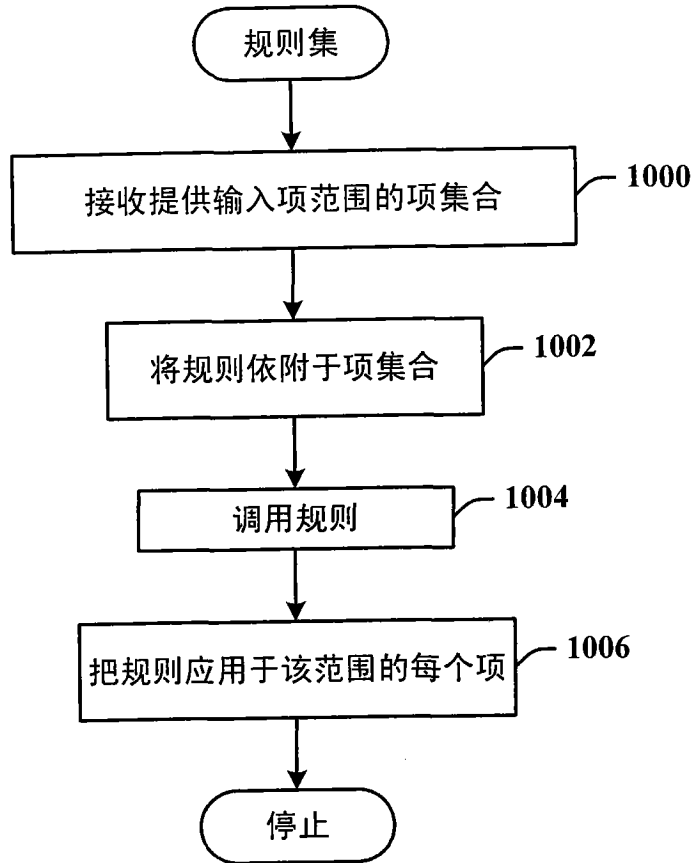 规则集
接收提供输入项范围的项集合
1000
将规则依附于项集合
1002
调用规则
1004
把规则应用于该范围的每个项
1006
停止